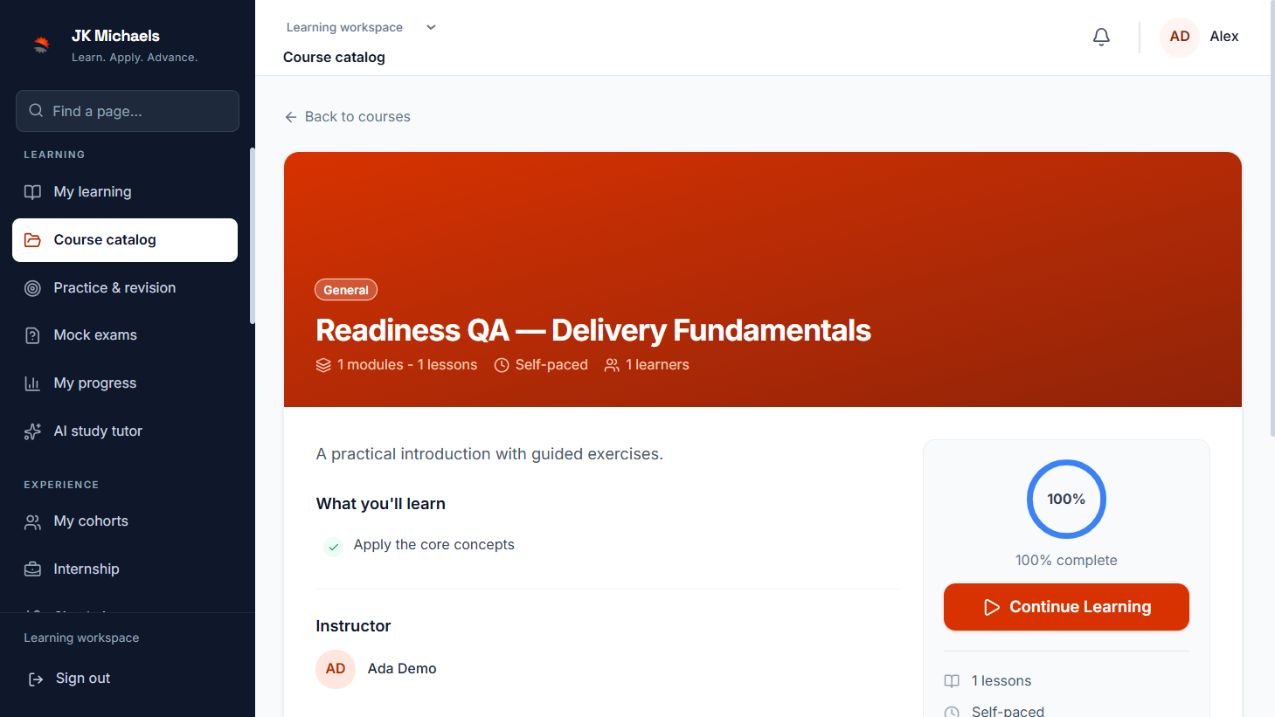 JK Michaels
Learn. Apply. Advance.
Find a page...
LEARNING
My learning
Course catalog
Practice & revision
Mock exams
My progress
AI study tutor
EXPERIENCE
My cohorts
Internship
Learning workspace
Sign out
Learning workspace
Course catalog
AD Alex
Back to courses
General
Readiness QA — Delivery Fundamentals
1 modules - 1 lessons Self-paced 1 learners
A practical introduction with guided exercises.
What you'll learn
Apply the core concepts
Instructor
AD Ada Demo
100%
100% complete
Continue Learning
1 lessons
Self-paced